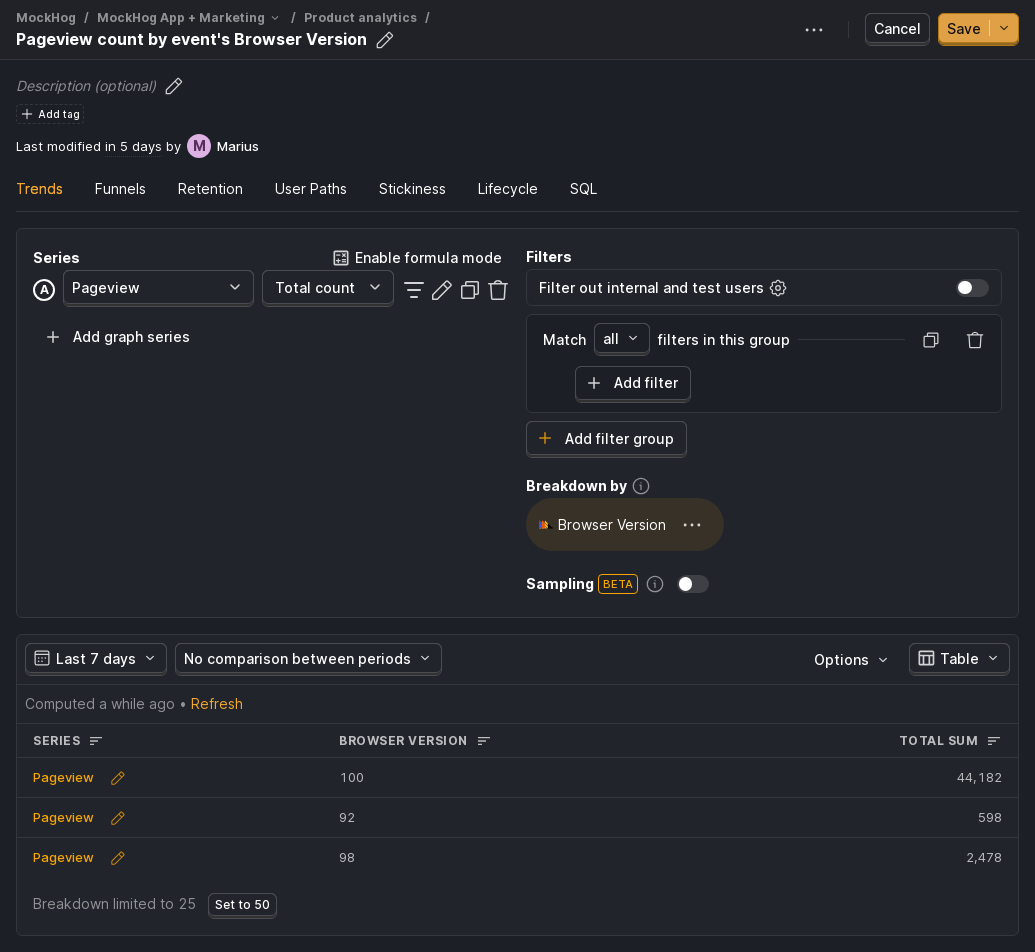 MockHog / MockHog App + Marketing / Product analytics /
Pageview count by event's Browser Version
Cancel Save
Description (optional)
Add tag
Last modified in 5 days by M Marius
Trends Funnels Retention User Paths Stickiness Lifecycle SQL
Series Enable formula mode
A Pageview Total count
Add graph series
Filters
Filter out internal and test users
Match all filters in this group
Add filter
Add filter group
Breakdown by
Browser Version
Sampling BETA
Last 7 days No comparison between periods Options Table
Computed a while ago • Refresh
SERIES BROWSER VERSION TOTAL SUM
Pageview 100 44,182
Pageview 92 598
Pageview 98 2,478
Breakdown limited to 25 Set to 50